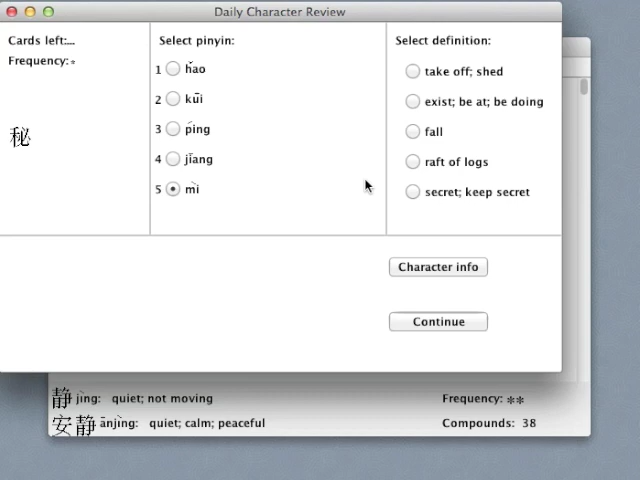 Daily Character Review
Cards left:...
Frequency:*
秘
Select pinyin:
1 hǎo
2 kūi
3 píng
4 jiāng
5 mì
Select definition:
take off; shed
exist; be at; be doing
fall
raft of logs
secret; keep secret
Character info
Continue
静 jìng: quiet; not moving Frequency: **
安静 ānjìng: quiet; calm; peaceful Compounds: 38